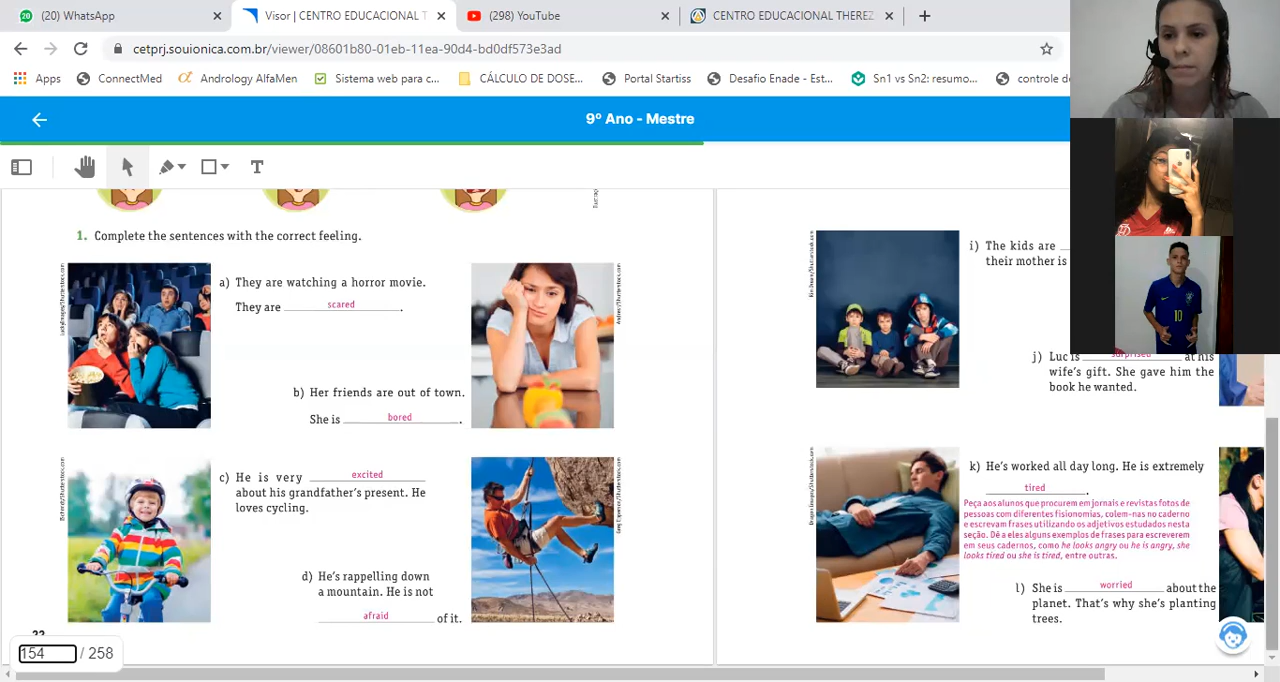 (20) WhatsApp
Visor | CENTRO EDUCACIONAL T
(298) YouTube
CENTRO EDUCACIONAL THEREZ
cetprj.souionica.com.br/viewer/08601b80-01eb-11ea-90d4-bd0df573e3ad
Apps
ConnectMed
Andrology AlfaMen
Sistema web para c...
CÁLCULO DE DOSE...
Portal Startiss
Desafio Enade - Est...
Sn1 vs Sn2: resumo...
controle d
9º Ano - Mestre
T
1. Complete the sentences with the correct feeling.
a) They are watching a horror movie.
They are scared.
b) Her friends are out of town.
She is bored.
c) He is very excited
about his grandfather's present. He
loves cycling.
d) He's rappelling down
a mountain. He is not
afraid of it.
154 / 258
i) The kids are
their mother is
j) Luc is surprised at his
wife's gift. She gave him the
book he wanted.
k) He's worked all day long. He is extremely
tired.
Peça aos alunos que procurem em jornais e revistas fotos de
pessoas com diferentes fisionomias, colem-nas no caderno
e escrevam frases utilizando os adjetivos estudados nesta
seção. Dê a eles alguns exemplos de frases para escreverem
em seus cadernos, como he looks angry ou he is angry, she
looks tired ou she is tired, entre outras.
l) She is worried about the
planet. That's why she's planting
trees.
10